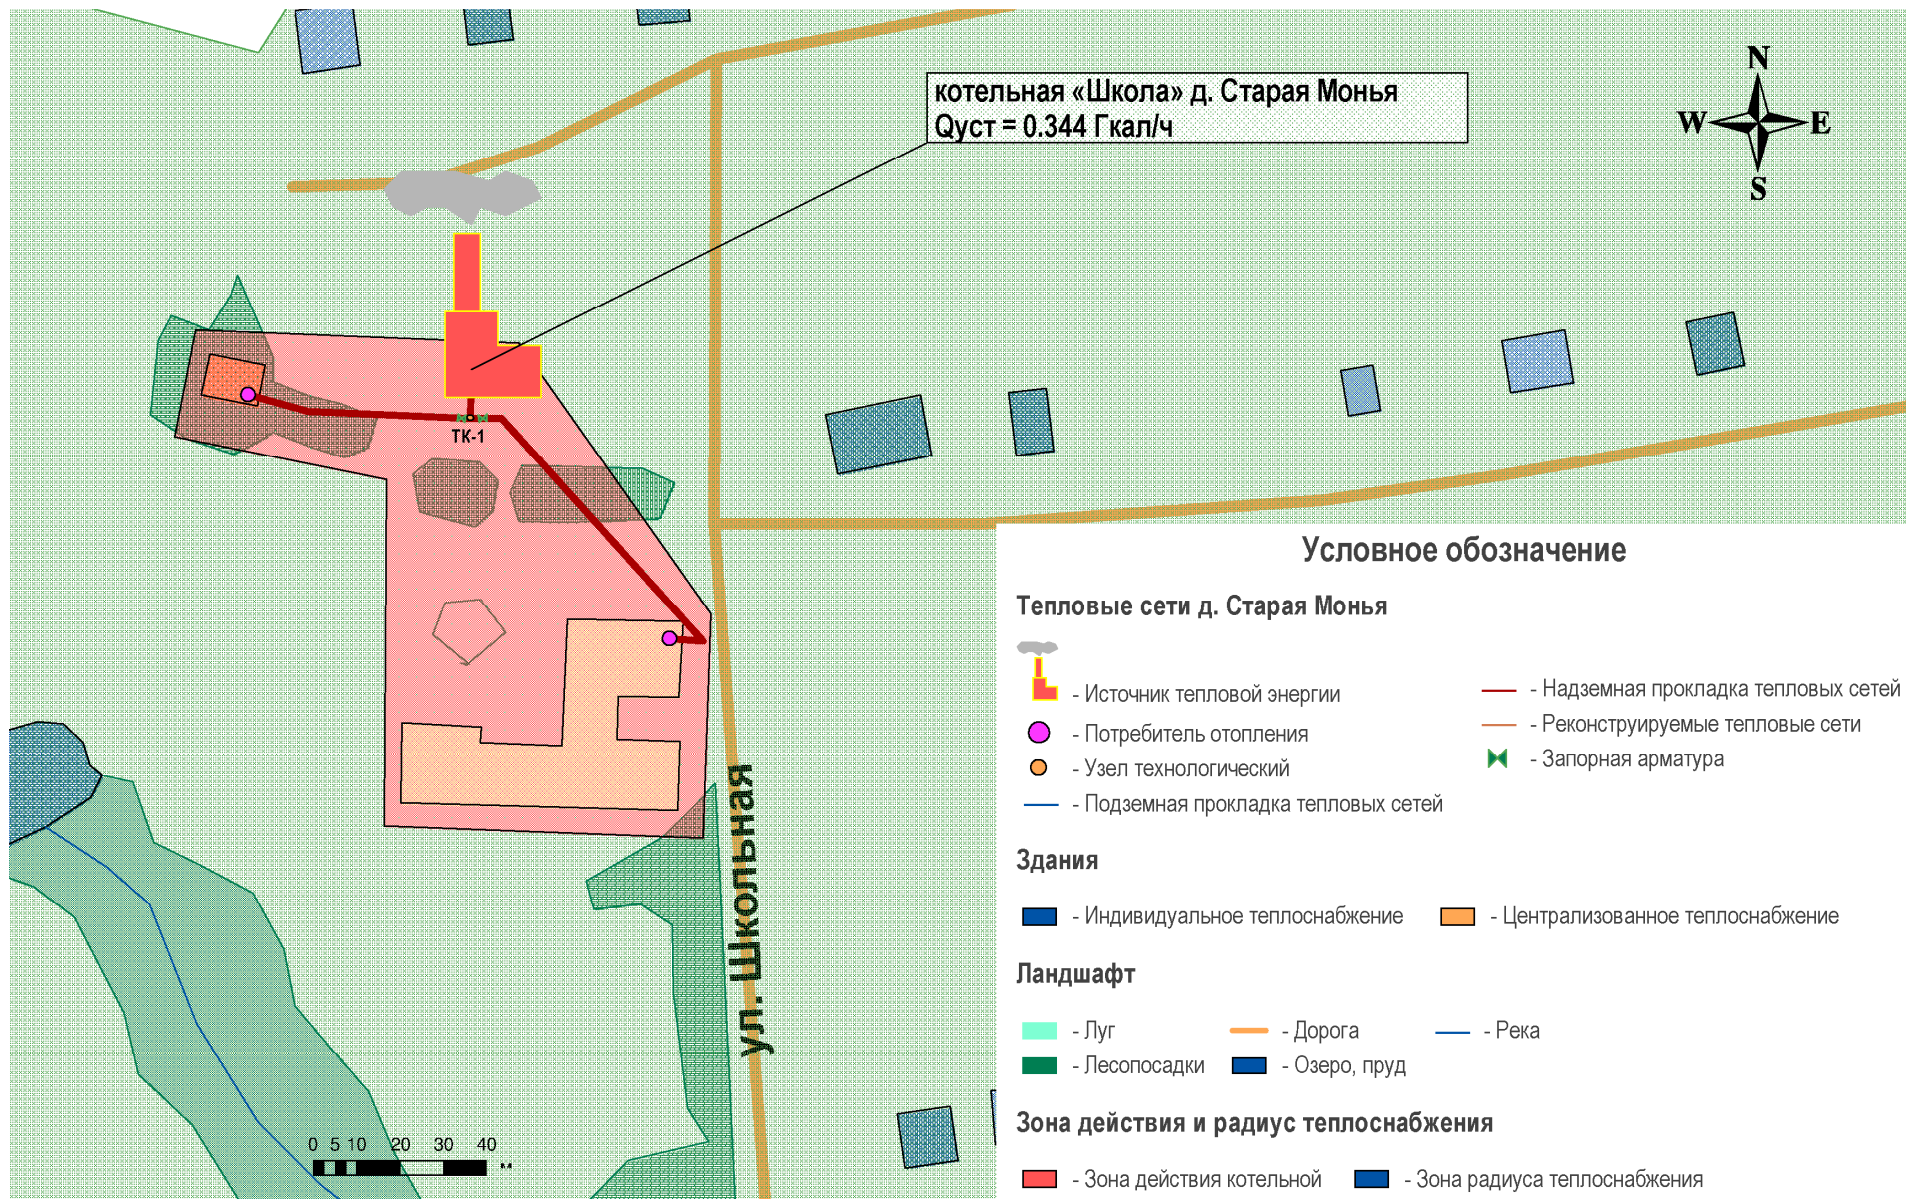 котельная «Школа» д. Старая Монья
Qуст = 0.344 Гкал/ч
N
W E
S
ТК-1
ул. Школьная
0 5 10 20 30 40
м
Условное обозначение
Тепловые сети д. Старая Монья
- Источник тепловой энергии
- Надземная прокладка тепловых сетей
- Потребитель отопления
- Реконструируемые тепловые сети
- Узел технологический
- Запорная арматура
- Подземная прокладка тепловых сетей
Здания
- Индивидуальное теплоснабжение
- Централизованное теплоснабжение
Ландшафт
- Луг
- Дорога
- Река
- Лесопосадки
- Озеро, пруд
Зона действия и радиус теплоснабжения
- Зона действия котельной
- Зона радиуса теплоснабжения